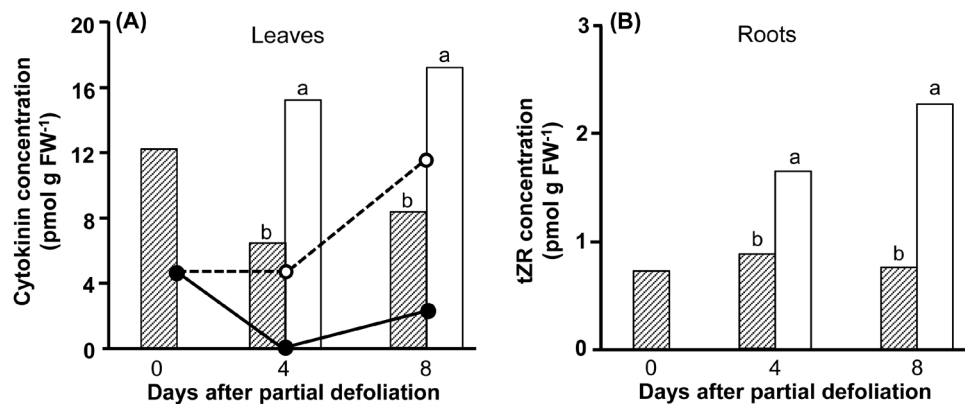 (A)
Leaves
Cytokinin concentration
(pmol g FW-1)
20
16
12
8
4
0
b
a
b
a
0
4
8
Days after partial defoliation
(B)
Roots
tZR concentration
(pmol g FW-1)
3
2
1
0
b
a
b
a
0
4
8
Days after partial defoliation